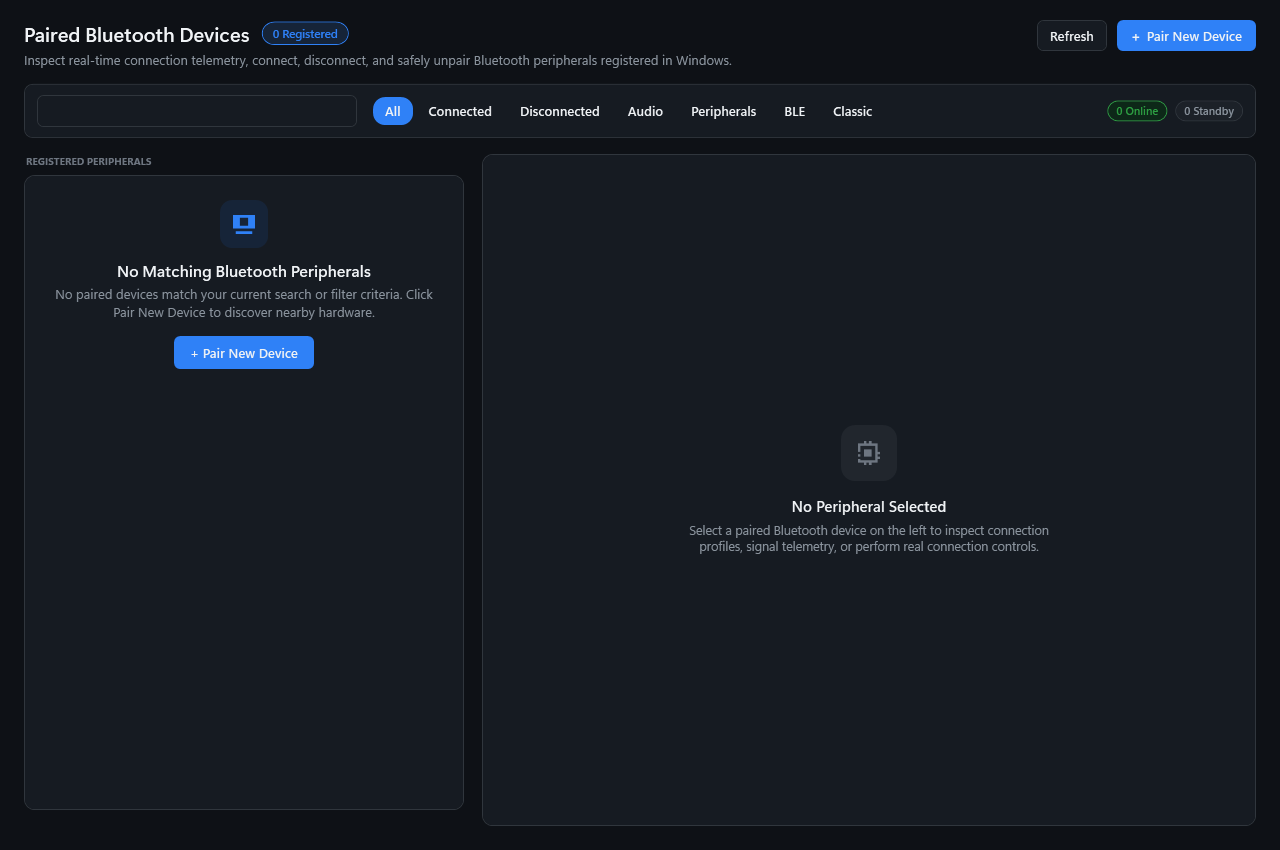 Paired Bluetooth Devices
0 Registered
Refresh
+ Pair New Device
Inspect real-time connection telemetry, connect, disconnect, and safely unpair Bluetooth peripherals registered in Windows.
All
Connected
Disconnected
Audio
Peripherals
BLE
Classic
0 Online
0 Standby
REGISTERED PERIPHERALS
No Matching Bluetooth Peripherals
No paired devices match your current search or filter criteria. Click
Pair New Device to discover nearby hardware.
+ Pair New Device
No Peripheral Selected
Select a paired Bluetooth device on the left to inspect connection
profiles, signal telemetry, or perform real connection controls.